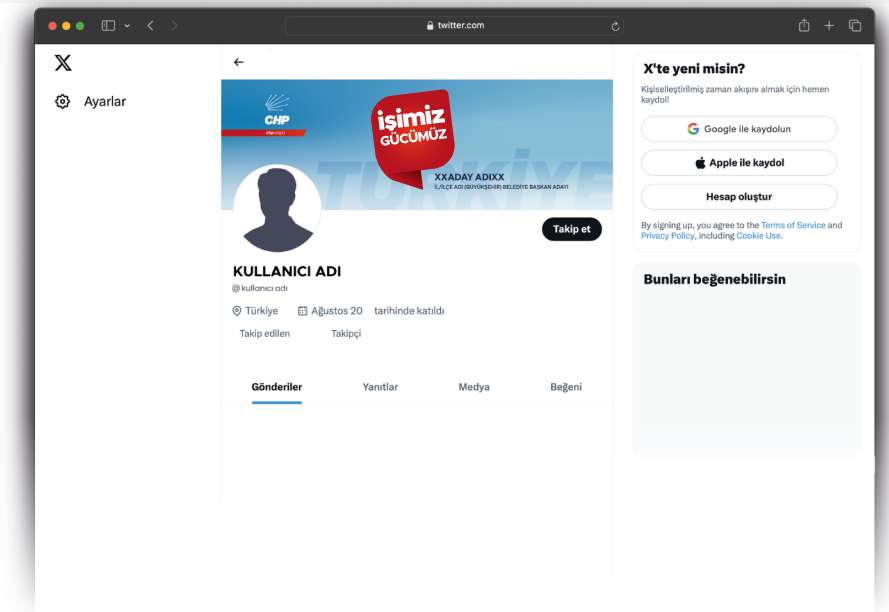 twitter.com
X
Ayarlar
CHP
chp.org.tr
işimiz
GÜCÜMÜZ
TÜRKİYE
XXADAY ADIXX
İL/İLÇE ADI (BÜYÜKŞEHİR) BELEDİYE BAŞKAN ADAYI
Takip et
KULLANICI ADI
@kullanıcı adı
Türkiye Ağustos 20 tarihinde katıldı
Takip edilen Takipçi
Gönderiler Yanıtlar Medya Beğeni
X'te yeni misin?
Kişiselleştirilmiş zaman akışını almak için hemen
kaydol!
Google ile kaydolun
Apple ile kaydol
Hesap oluştur
By signing up, you agree to the Terms of Service and
Privacy Policy, including Cookie Use.
Bunları beğenebilirsin